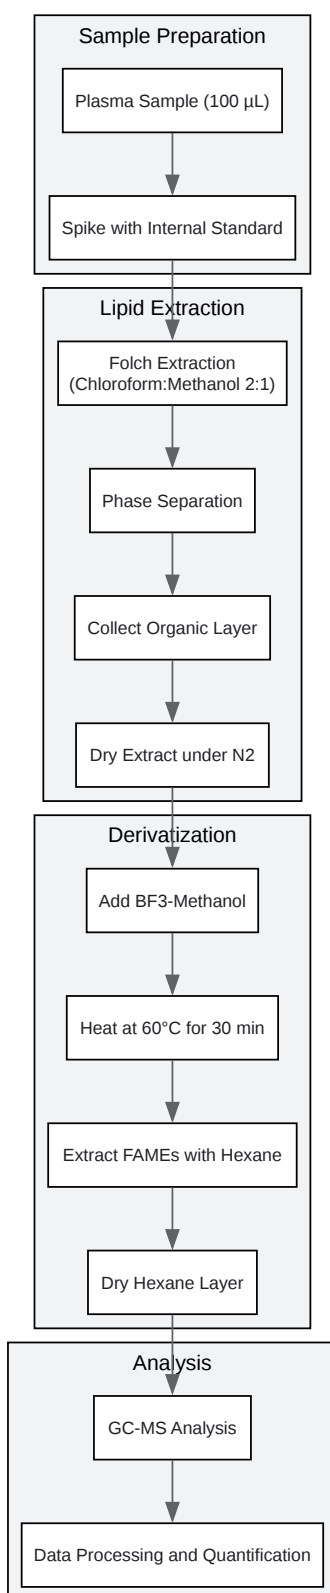 Sample Preparation
Plasma Sample (100 µL)
Spike with Internal Standard
Lipid Extraction
Folch Extraction
(Chloroform:Methanol 2:1)
Phase Separation
Collect Organic Layer
Dry Extract under N2
Derivatization
Add BF3-Methanol
Heat at 60°C for 30 min
Extract FAMEs with Hexane
Dry Hexane Layer
Analysis
GC-MS Analysis
Data Processing and Quantification